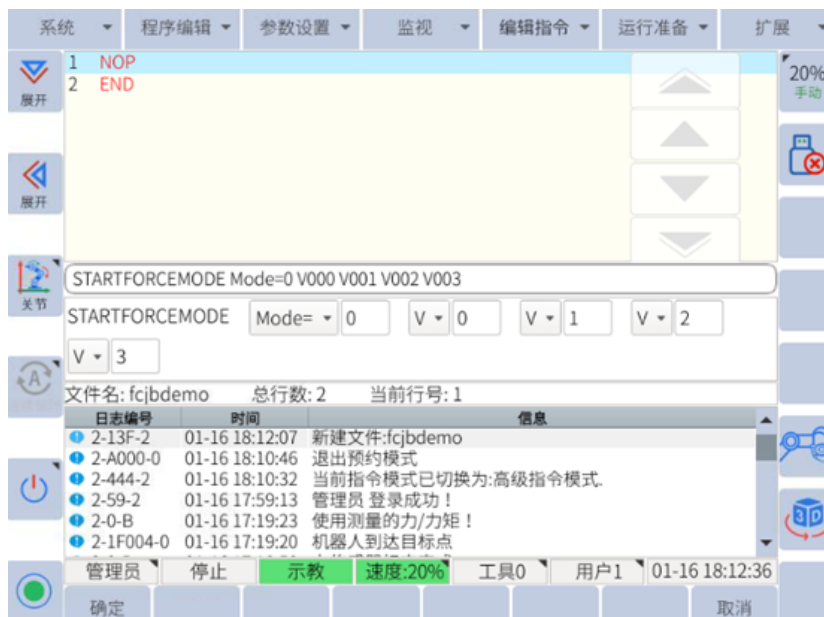 系统 程序编辑 参数设置 监视 编辑指令 运行准备 扩展
展开
展开
关节
1 NOP
2 END
20%
手动
STARTFORCEMODE Mode=0 V000 V001 V002 V003
STARTFORCEMODE Mode= 0 V 0 V 1 V 2
V 3
文件名: fcjbdemo 总行数: 2 当前行号: 1
日志编号 时间 信息
2-13F-2 01-16 18:12:07 新建文件:fcjbdemo
2-A000-0 01-16 18:10:46 退出预约模式
2-444-2 01-16 18:10:32 当前指令模式已切换为:高级指令模式.
2-59-2 01-16 17:59:13 管理员 登录成功！
2-0-B 01-16 17:19:23 使用测量的力/力矩！
2-1F004-0 01-16 17:19:20 机器人到达目标点
A
3D
管理员 停止 示教 速度:20% 工具0 用户1 01-16 18:12:36
确定 取消